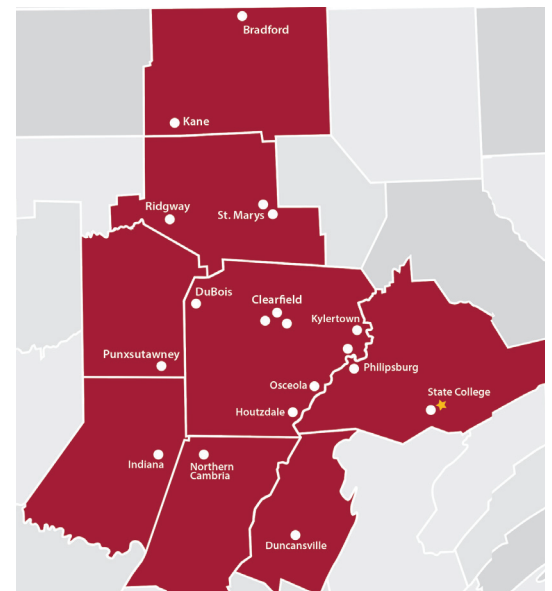 Bradford
Kane
Ridgway
St. Marys
DuBois
Clearfield
Kylertown
Punxsutawney
Philipsburg
Osceola
State College
Houtzdale
Indiana
Northern
Cambria
Duncansville